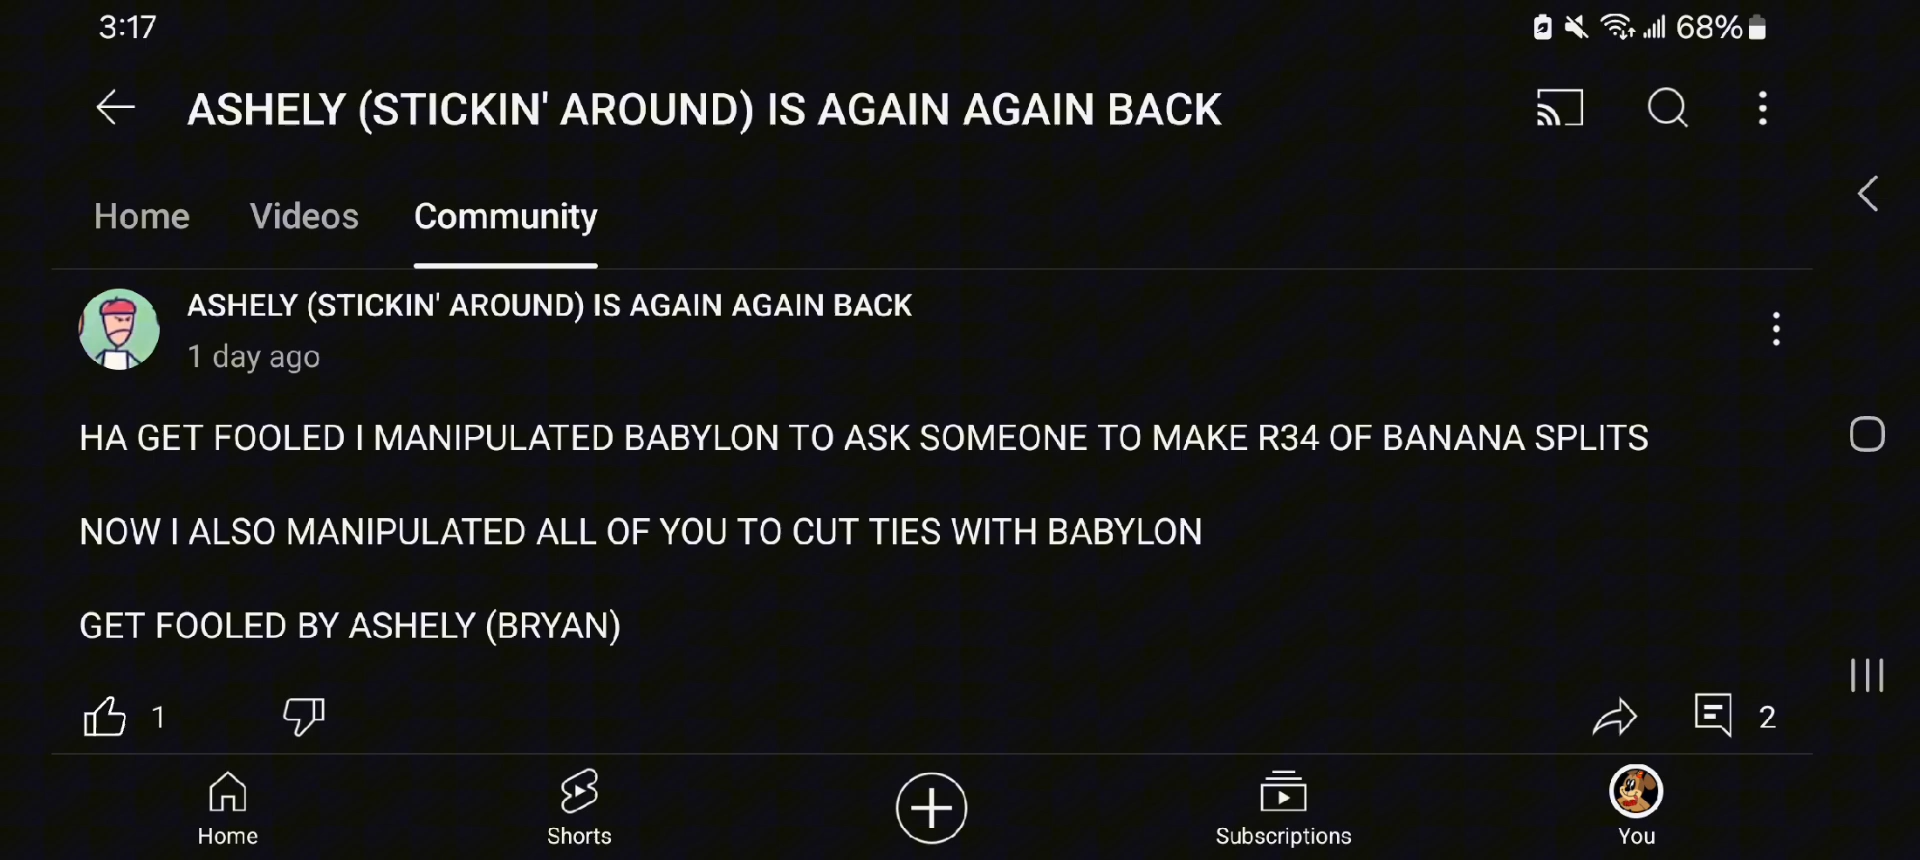 3:17
68%
ASHELY (STICKIN' AROUND) IS AGAIN AGAIN BACK
Home Videos Community
ASHELY (STICKIN' AROUND) IS AGAIN AGAIN BACK
1 day ago
HA GET FOOLED I MANIPULATED BABYLON TO ASK SOMEONE TO MAKE R34 OF BANANA SPLITS
NOW I ALSO MANIPULATED ALL OF YOU TO CUT TIES WITH BABYLON
GET FOOLED BY ASHELY (BRYAN)
1 2
Home Shorts Subscriptions You